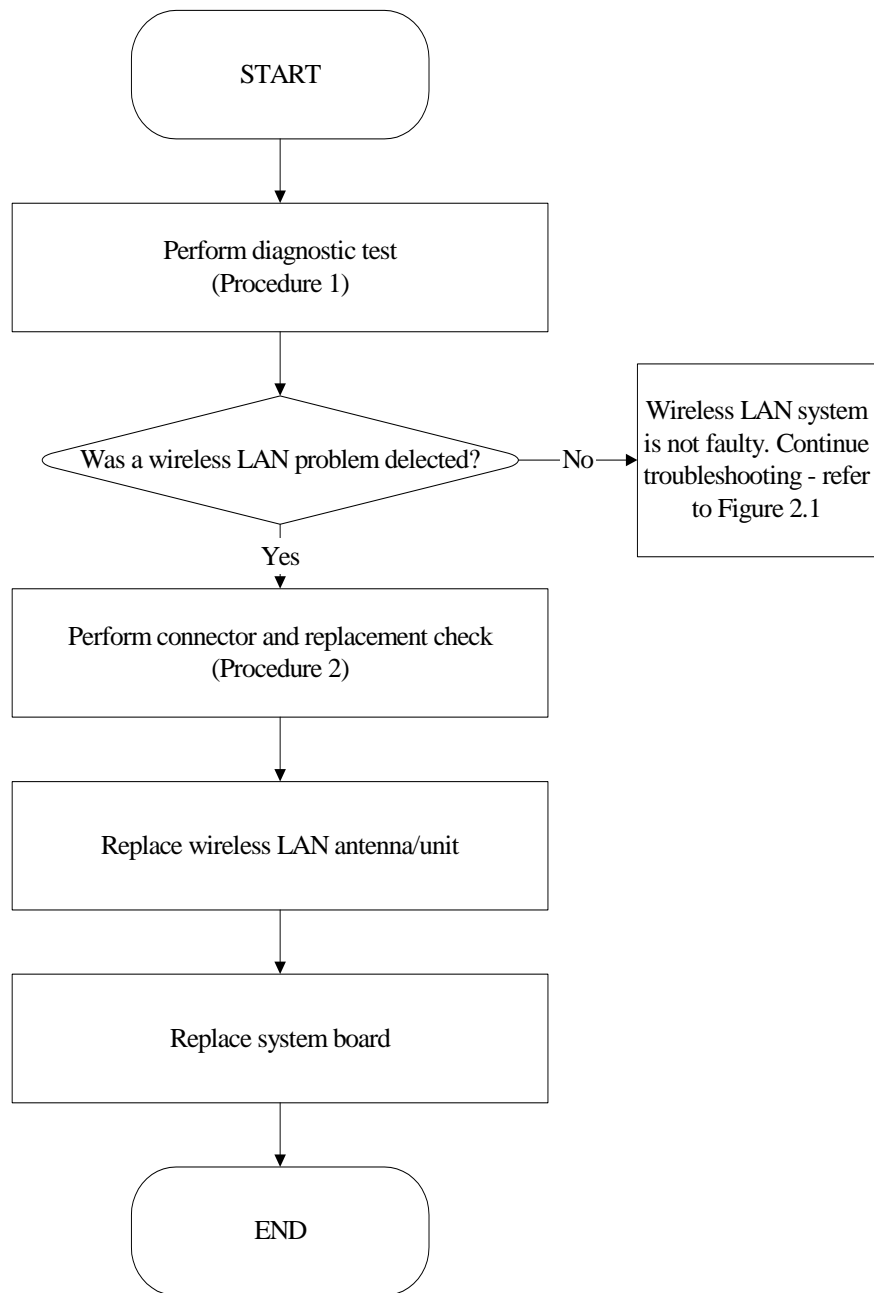 START
Perform diagnostic test
(Procedure 1)
Was a wireless LAN problem delected?
No
Wireless LAN system
is not faulty. Continue
troubleshooting - refer
to Figure 2.1
Yes
Perform connector and replacement check
(Procedure 2)
Replace wireless LAN antenna/unit
Replace system board
END